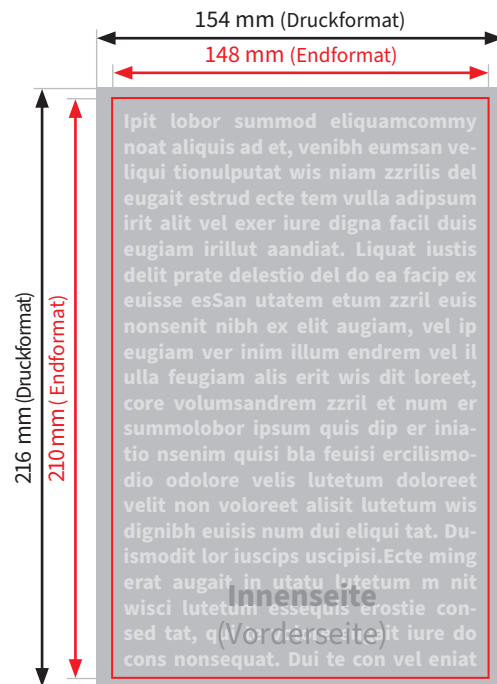 154 mm (Druckformat)
148 mm (Endformat)
216 mm (Druckformat)
210 mm ( Endformat)
Ipit lobor summod eliquamcommy
noat aliquis ad et, venibh eumsan ve-
liqui tionulputat wis niam zzrilis del
eugait estrud ecte tem vulla adipsum
irit alit vel exer iure digna facil duis
eugiam irillut aandiat. Liquat iustis
delit prate delestio del do ea facip ex
euisse esSan utatem etum zzril euis
nonsenit nibh ex elit augiam, vel ip
eugiam ver inim illum endrem vel il
ulla feugiam alis erit wis dit loreet,
core volumsandrem zzril et num er
summolobor ipsum quis dip er inia-
tio nsenim quisi bla feuisi ercilismo-
dio odolore velis lutetum doloreet
velit non voloreet alisit lutetum wis
dignibh euisis num dui eliqui tat. Du-
ismodit lor iuscips uscipisi.Ecte ming
erat augait in utatu lutetum m nit
wisci lutetum essequis erostie con-
sed tat, iure do
cons nonsequat. Dui te con vel eniat
Innenseite
(Vorderseite)